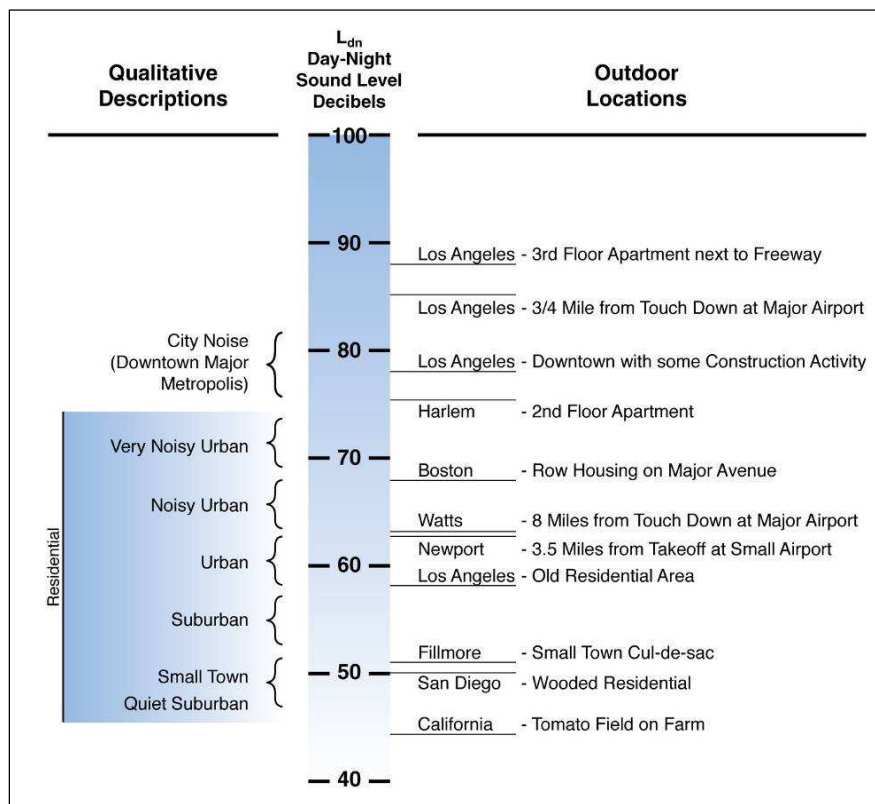 Qualitative
Descriptions
Ldn
Day-Night
Sound Level
Decibels
Outdoor
Locations
100
90
80
70
60
50
40
City Noise
(Downtown Major
Metropolis)
Very Noisy Urban
Noisy Urban
Urban
Suburban
Small Town
Quiet Suburban
Residential
Los Angeles - 3rd Floor Apartment next to Freeway
Los Angeles - 3/4 Mile from Touch Down at Major Airport
Los Angeles - Downtown with some Construction Activity
Harlem - 2nd Floor Apartment
Boston - Row Housing on Major Avenue
Watts - 8 Miles from Touch Down at Major Airport
Newport - 3.5 Miles from Takeoff at Small Airport
Los Angeles - Old Residential Area
Fillmore - Small Town Cul-de-sac
San Diego - Wooded Residential
California - Tomato Field on Farm